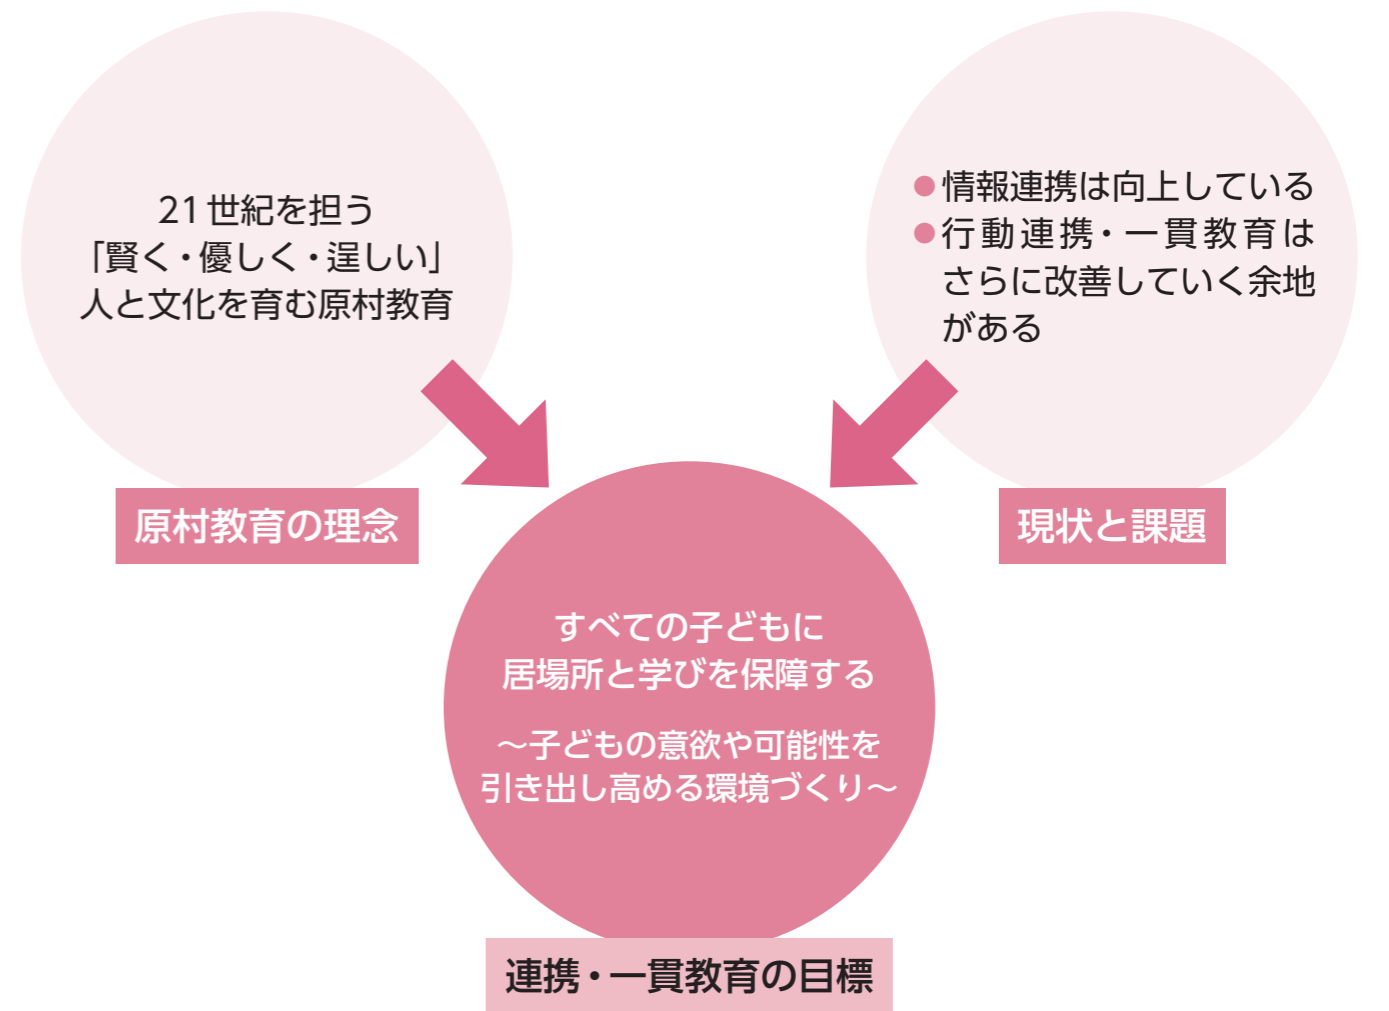 21世紀を担う
「賢く・優しく・逞しい」
人と文化を育む原村教育
原村教育の理念
●情報連携は向上している
●行動連携・一貫教育は
さらに改善していく余地
がある
現状と課題
すべての子どもに
居場所と学びを保障する
～子どもの意欲や可能性を
引き出し高める環境づくり～
連携・一貫教育の目標